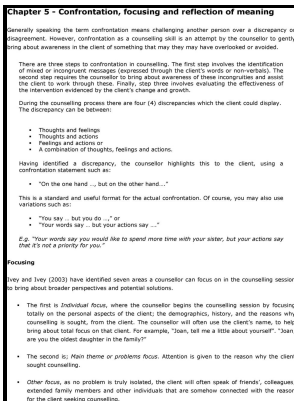 Chapter 5 - Confrontation, focusing and reflection of meaning
Generally speaking the term confrontation means challenging another person over a discrepancy or
disagreement. However, confrontation as a counselling skill is an attempt by the counsellor to gently
bring about awareness in the client of something that may they may have overlooked or avoided.
There are three steps to confrontation in counselling. The first step involves the identification
of mixed or incongruent messages (expressed through the client's words or non-verbals). The
second step requires the counsellor to bring about awareness of these incongruities and assist
the client to work through these. Finally, step three involves evaluating the effectiveness of
the intervention evidenced by the client's change and growth.
During the counselling process there are four (4) discrepancies which the client could display.
The discrepancy can be between:
• Thoughts and feelings
• Thoughts and actions
• Feelings and actions or
• A combination of thoughts, feelings and actions.
Having identified a discrepancy, the counsellor highlights this to the client, using a
confrontation statement such as:
• "On the one hand ..., but on the other hand...."
This is a standard and useful format for the actual confrontation. Of course, you may also use
variations such as:
• "You say ... but you do ...," or
• "Your words say .. but your actions say ..."
E.g. "Your words say you would like to spend more time with your sister, but your actions say
that it's not a priority for you."
Focusing
Ivey and Ivey (2003) have identified seven areas a counsellor can focus on in the counselling session
to bring about broader perspectives and potential solutions.
• The first is Individual focus, where the counsellor begins the counselling session by focusing
totally on the personal aspects of the client; the demographics, history, and the reasons why
counselling is sought, from the client. The counsellor will often use the client's name, to help
bring about total focus on that client. For example, "Joan, tell me a little about yourself". "Joan,
are you the oldest daughter in the family?"
• The second is; Main theme or problems focus. Attention is given to the reason why the client
sought counselling.
• Other focus, as no problem is truly isolated, the client will often speak of friends', colleagues,
extended family members and other individuals that are somehow connected with the reason
for the client seeking counselling.